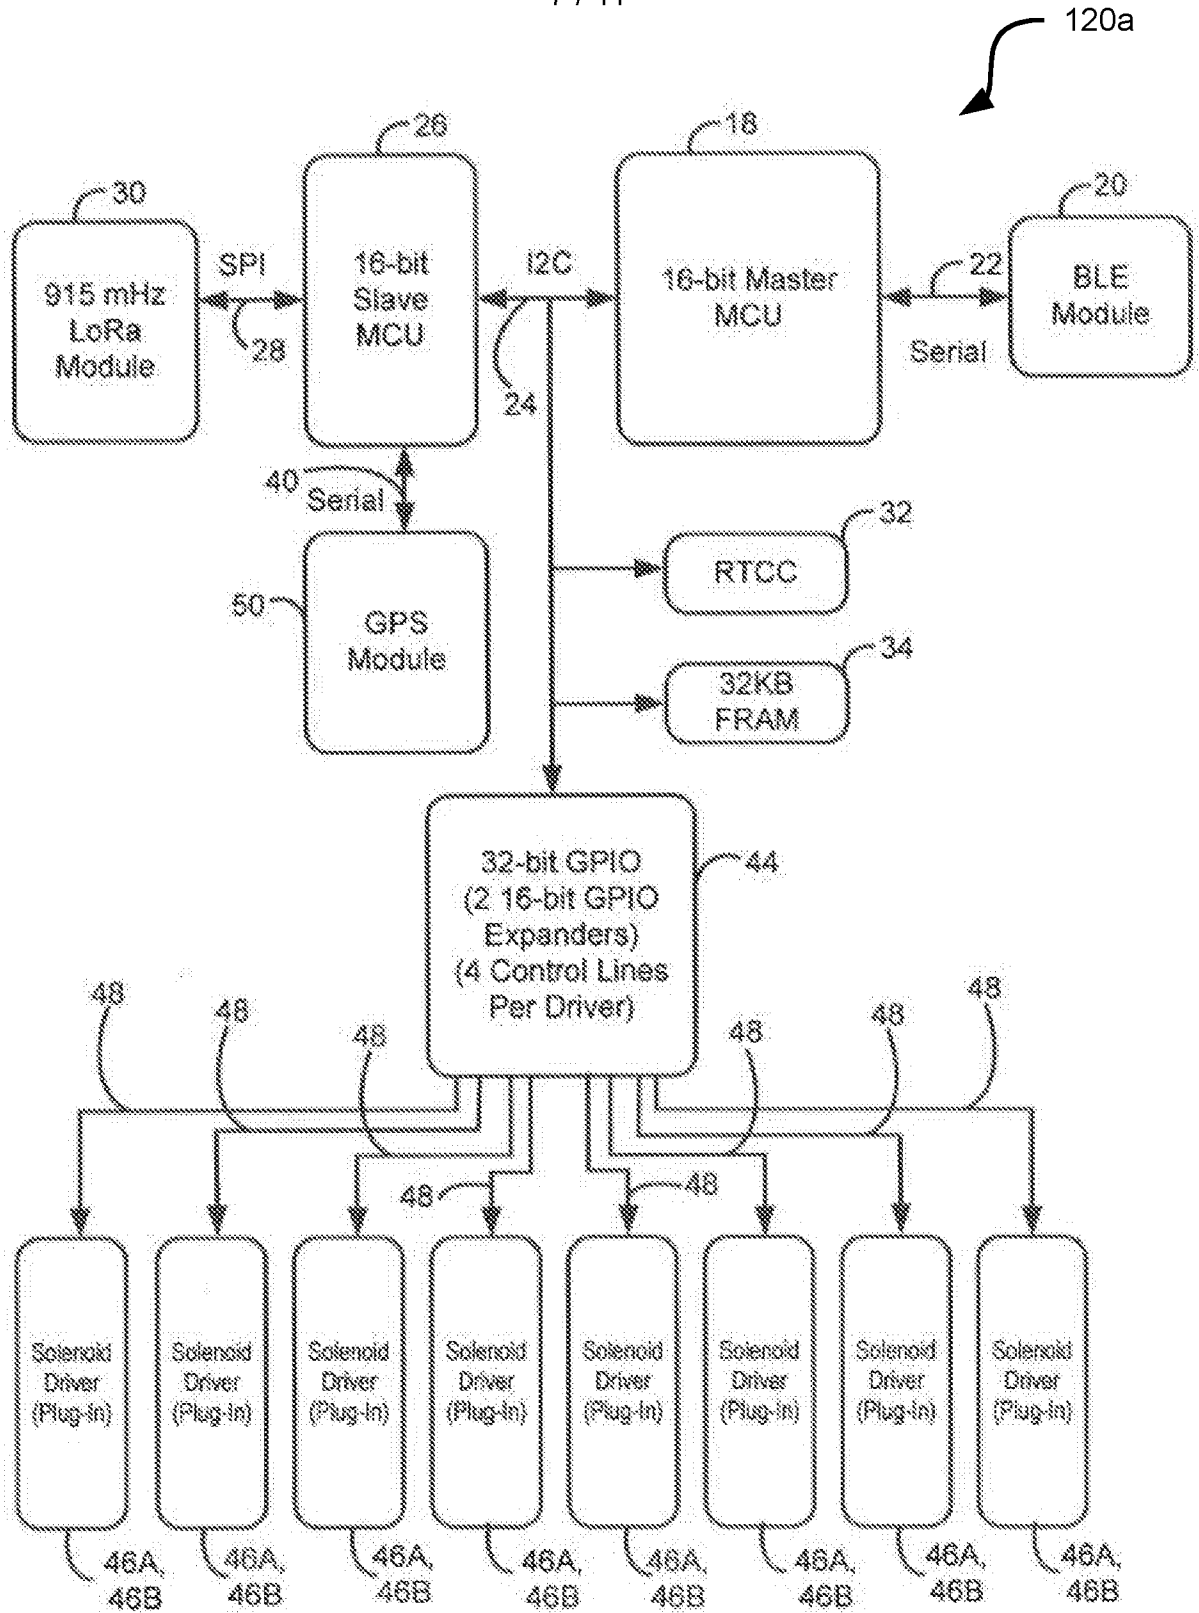 120a
26
18
30
20
SPI
I2C
22
915 mHz
LoRa
Module
16-bit
Slave
MCU
16-bit Master
MCU
BLE
Module
28
24
Serial
40
Serial
32
RTCC
50
GPS
Module
34
32KB
FRAM
32-bit GPIO
(2 16-bit GPIO
Expanders)
(4 Control Lines
Per Driver)
44
48
48
48
48
48
48
48
48
Solenoid
Driver
(Plug-In)
Solenoid
Driver
(Plug-In)
Solenoid
Driver
(Plug-In)
Solenoid
Driver
(Plug-In)
Solenoid
Driver
(Plug-In)
Solenoid
Driver
(Plug-In)
Solenoid
Driver
(Plug-In)
Solenoid
Driver
(Plug-In)
46A,
46B
46A,
46B
46A,
46B
46A,
46B
46A,
46B
46A,
46B
46A,
46B
46A,
46B